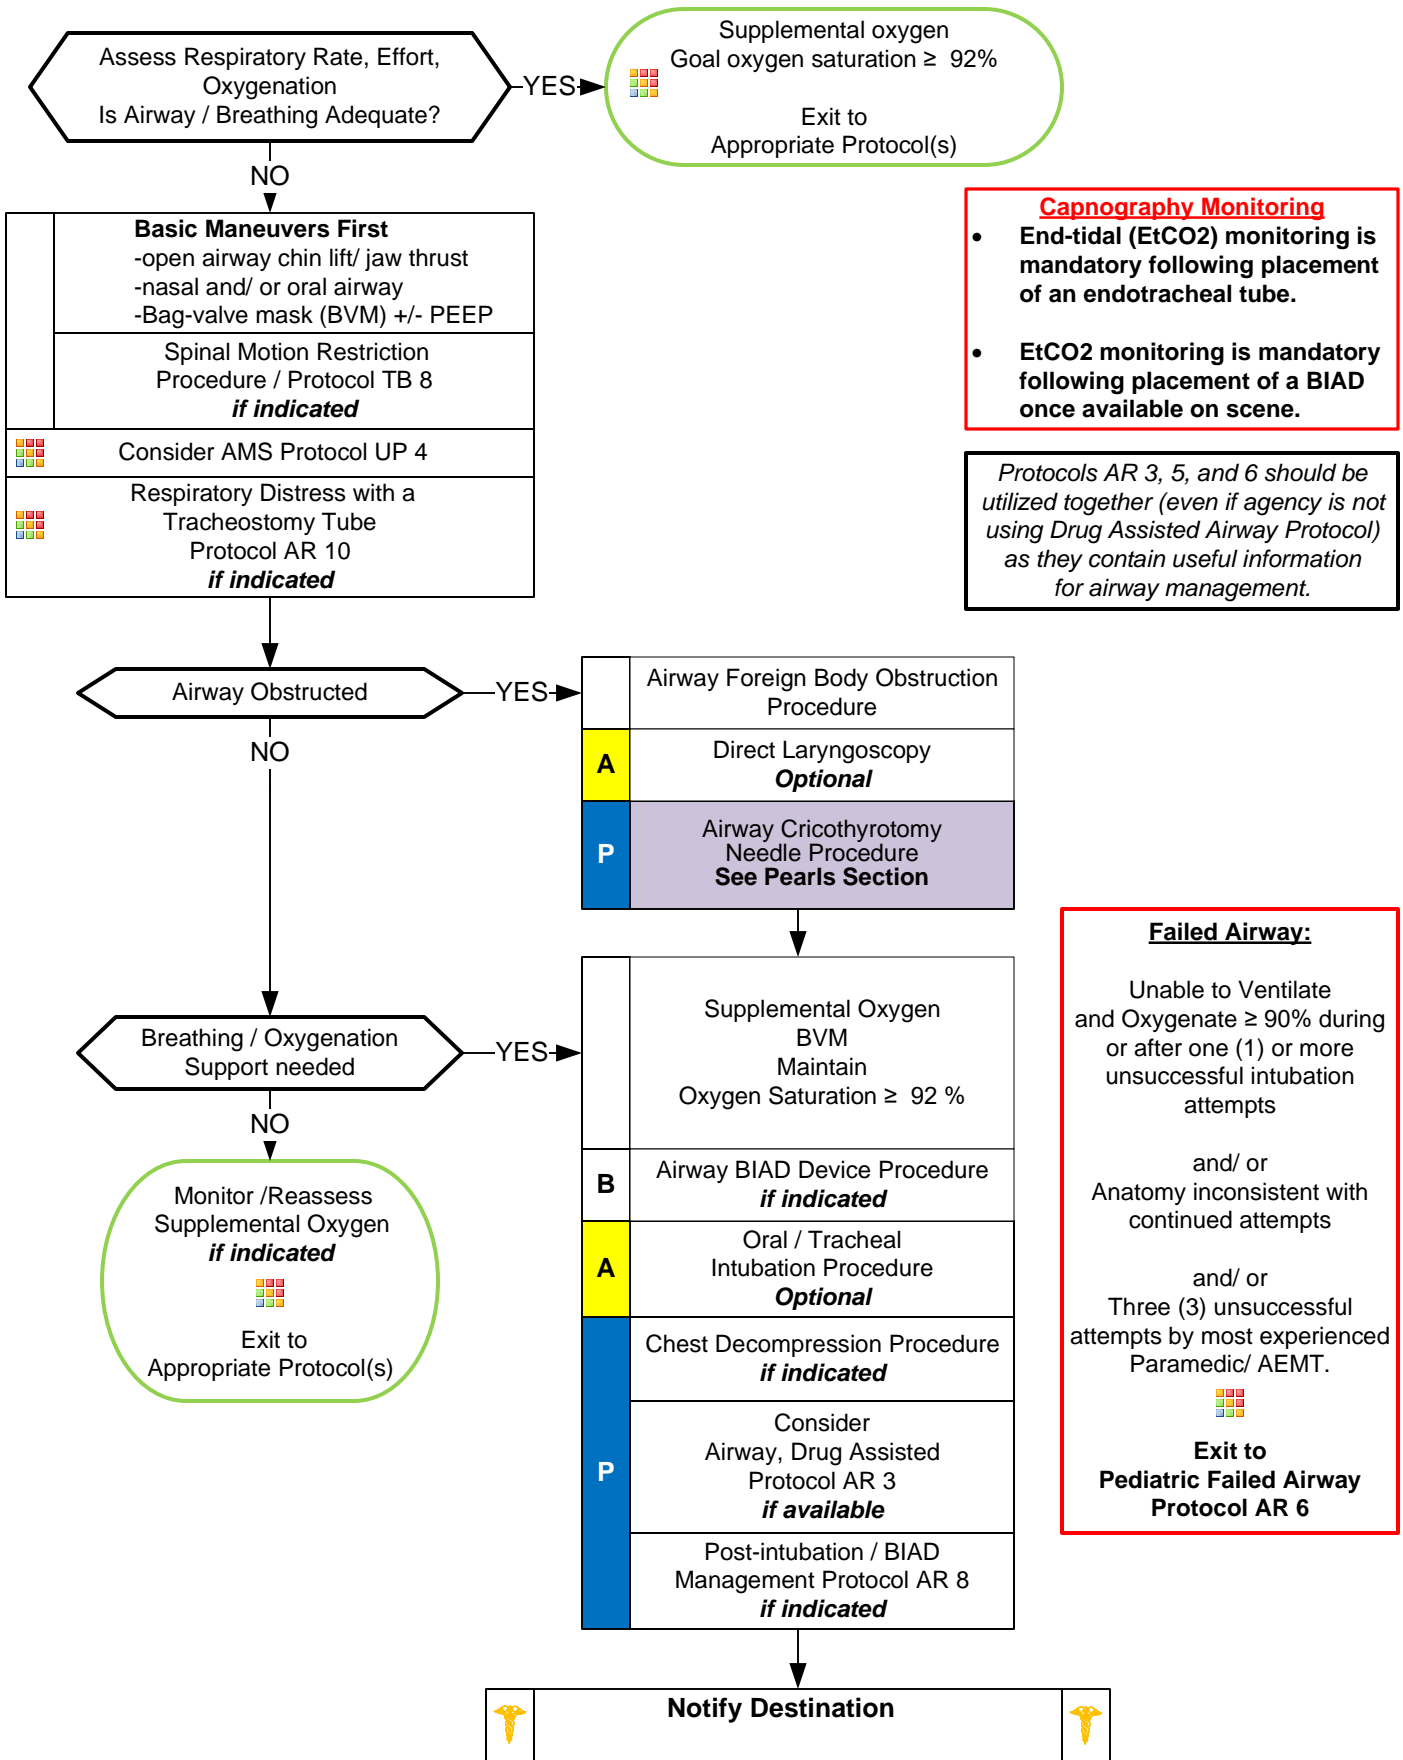 Assess Respiratory Rate, Effort,
Oxygenation
Is Airway / Breathing Adequate?
YES
Supplemental oxygen
Goal oxygen saturation ≥ 92%
Exit to
Appropriate Protocol(s)
NO
Basic Maneuvers First
-open airway chin lift/ jaw thrust
-nasal and/ or oral airway
-Bag-valve mask (BVM) +/- PEEP
Spinal Motion Restriction
Procedure / Protocol TB 8
if indicated
Consider AMS Protocol UP 4
Respiratory Distress with a
Tracheostomy Tube
Protocol AR 10
if indicated
Capnography Monitoring
• End-tidal (EtCO2) monitoring is
mandatory following placement
of an endotracheal tube.
• EtCO2 monitoring is mandatory
following placement of a BIAD
once available on scene.
Protocols AR 3, 5, and 6 should be
utilized together (even if agency is not
using Drug Assisted Airway Protocol)
as they contain useful information
for airway management.
Airway Obstructed
YES
NO
Airway Foreign Body Obstruction
Procedure
A
Direct Laryngoscopy
Optional
P
Airway Cricothyrotomy
Needle Procedure
See Pearls Section
Breathing / Oxygenation
Support needed
YES
NO
Supplemental Oxygen
BVM
Maintain
Oxygen Saturation ≥ 92 %
B
Airway BIAD Device Procedure
if indicated
A
Oral / Tracheal
Intubation Procedure
Optional
P
Chest Decompression Procedure
if indicated
Consider
Airway, Drug Assisted
Protocol AR 3
if available
Post-intubation / BIAD
Management Protocol AR 8
if indicated
Monitor /Reassess
Supplemental Oxygen
if indicated
Exit to
Appropriate Protocol(s)
Failed Airway:
Unable to Ventilate
and Oxygenate ≥ 90% during
or after one (1) or more
unsuccessful intubation
attempts
and/ or
Anatomy inconsistent with
continued attempts
and/ or
Three (3) unsuccessful
attempts by most experienced
Paramedic/ AEMT.
Exit to
Pediatric Failed Airway
Protocol AR 6
Notify Destination